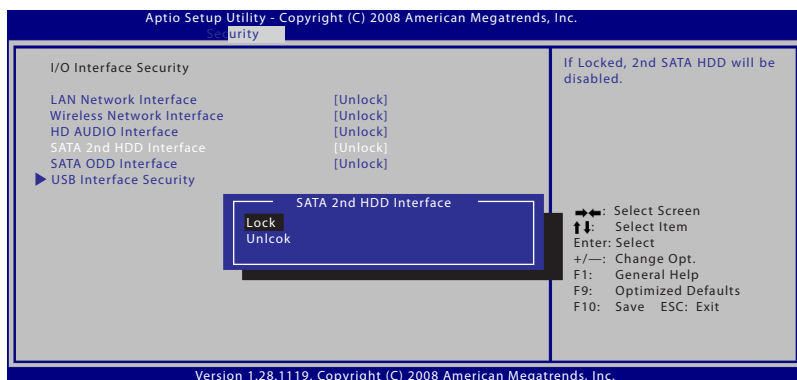 Aptio Setup Utility - Copyright (C) 2008 American Megatrends, Inc.
Security
I/O Interface Security
LAN Network Interface [Unlock]
Wireless Network Interface [Unlock]
HD AUDIO Interface [Unlock]
SATA 2nd HDD Interface [Unlock]
SATA ODD Interface [Unlock]
USB Interface Security
SATA 2nd HDD Interface
Lock
Unlcok
If Locked, 2nd SATA HDD will be
disabled.
: Select Screen
: Select Item
Enter: Select
+/—: Change Opt.
F1: General Help
F9: Optimized Defaults
F10: Save ESC: Exit
Version 1.28.1119. Copyright (C) 2008 American Megatrends, Inc.